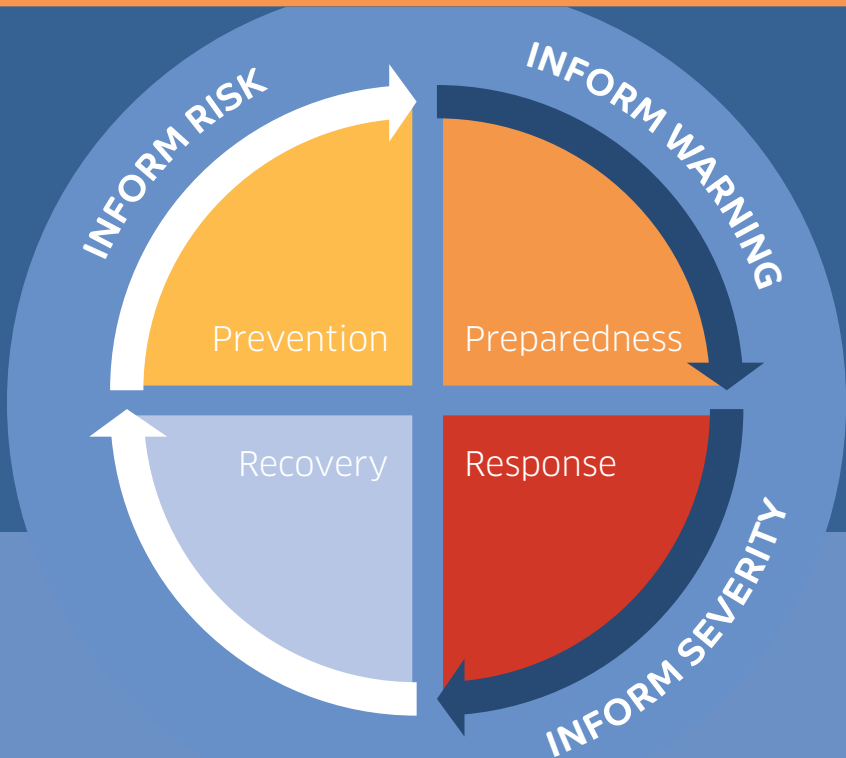 INFORM RISK
INFORM WARNING
Prevention
Preparedness
Recovery
Response
INFORM SEVERITY